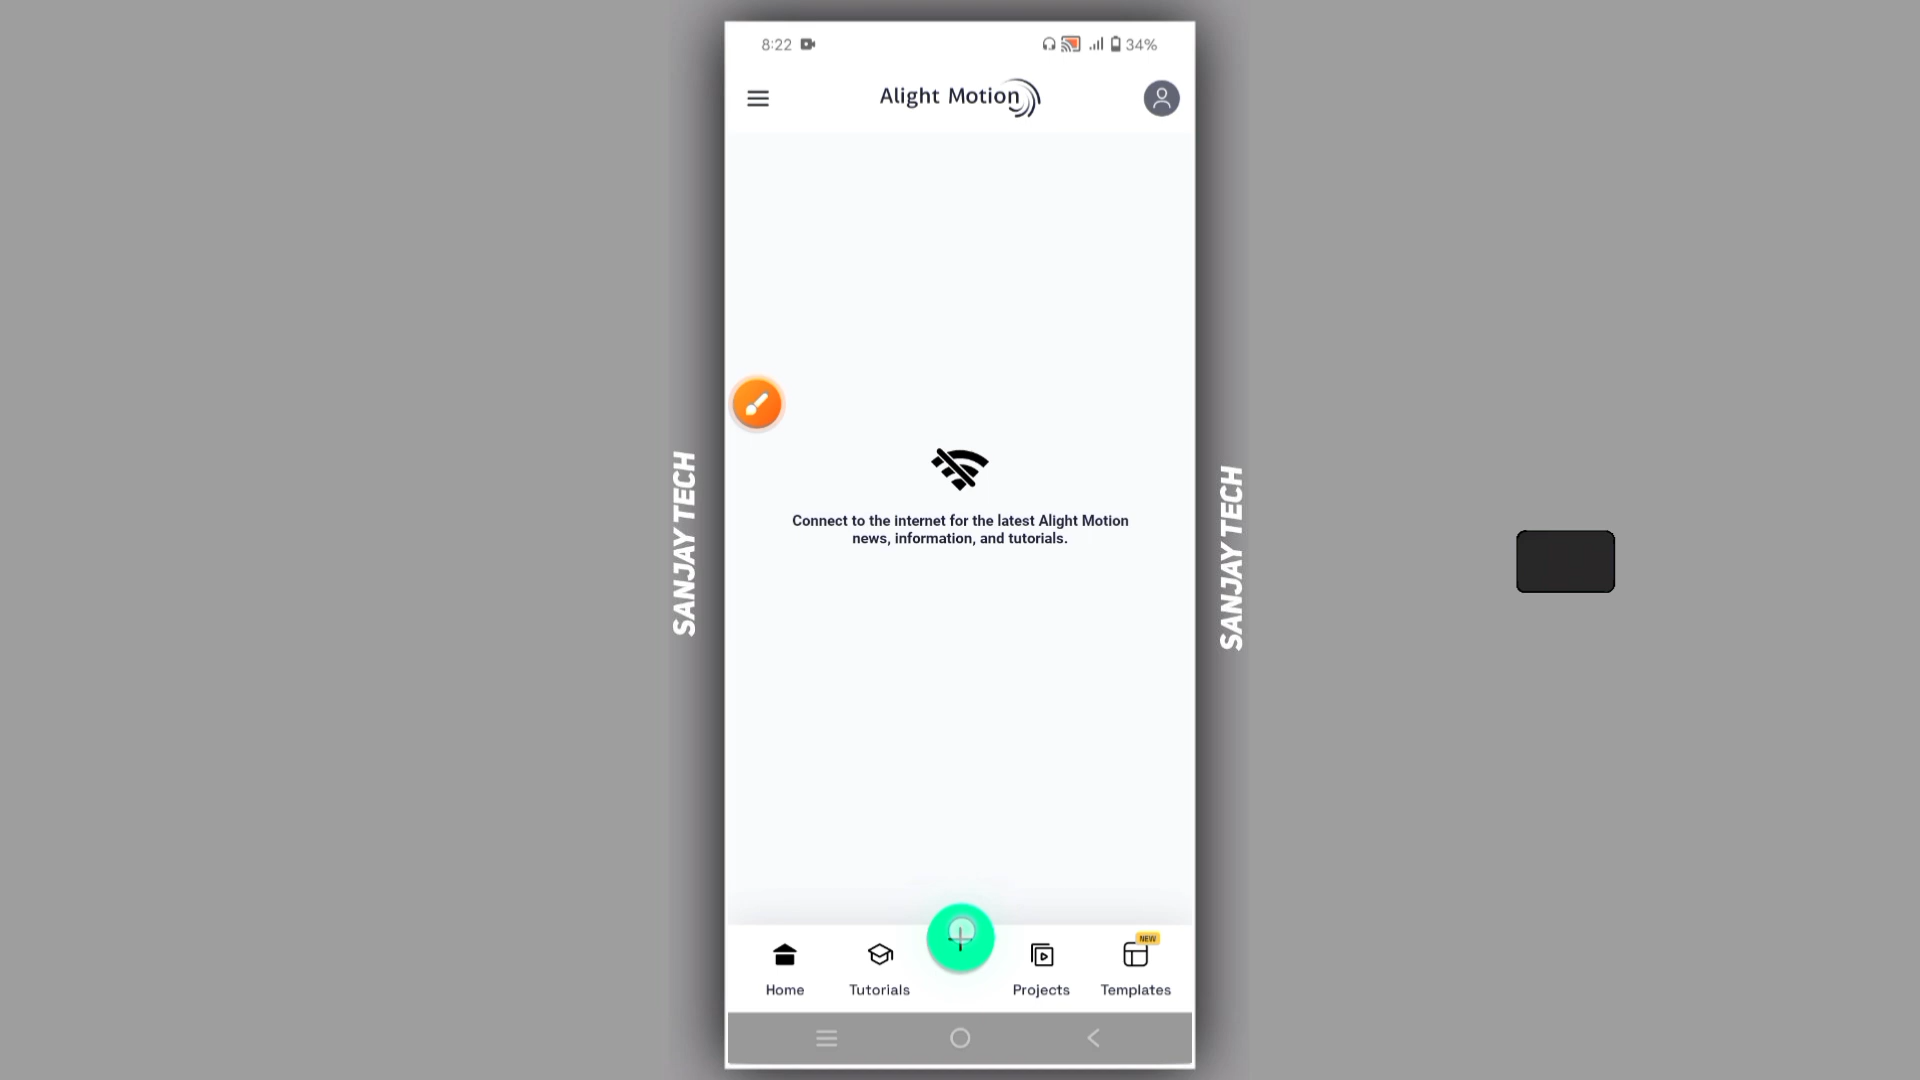 8:22
34%
Alight Motion
SANJAY TECH
SANJAY TECH
Connect to the internet for the latest Alight Motion
news, information, and tutorials.
NEW
Home
Tutorials
Projects
Templates